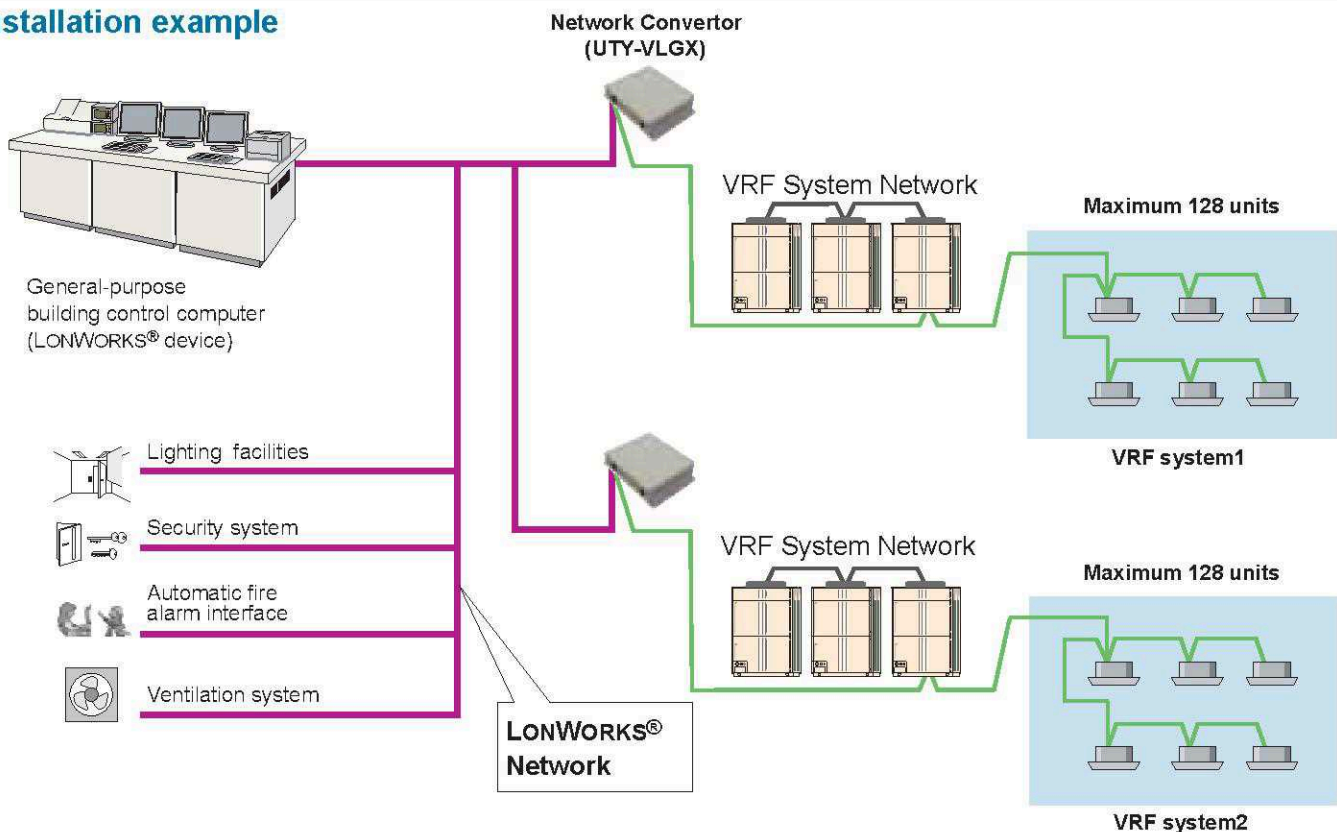 stallation example
Network Convertor
(UTY-VLGX)
VRF System Network
Maximum 128 units
General-purpose
building control computer
(LONWORKS® device)
VRF system1
Lighting facilities
Security system
Automatic fire
alarm interface
Ventilation system
LONWORKS®
Network
VRF System Network
Maximum 128 units
VRF system2